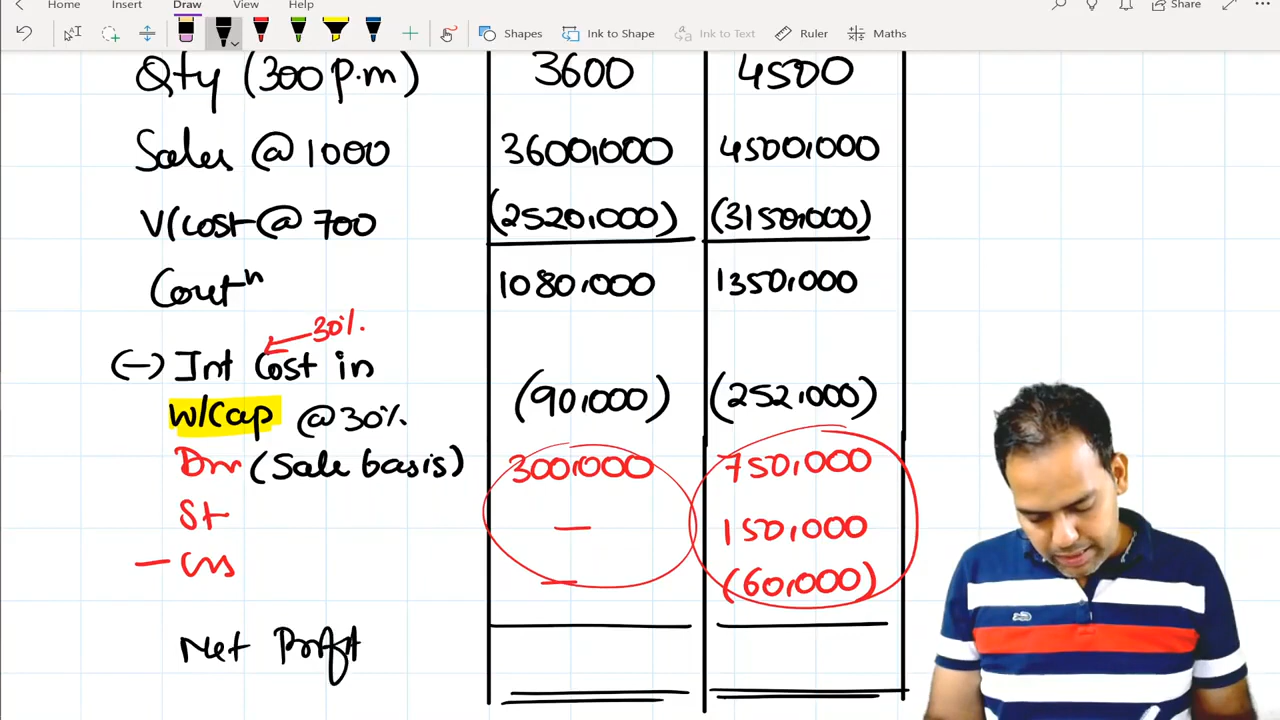 Home Insert Draw View Help Share
Shapes Ink to Shape Ink to Text Ruler Maths
Qty (300 p.m) 3600 4500
Sales @ 1000 3600,000 4500,000
V/Cost @ 700 (2520,000) (3150,000)
Contⁿ 1080,000 1350,000
30%
(-) Int Cost in
W/Cap @ 30% (90,000) (252,000)
Drs (Sale basis) 300,000 750,000
St — 150,000
- Crs — (60,000)
Net Profit